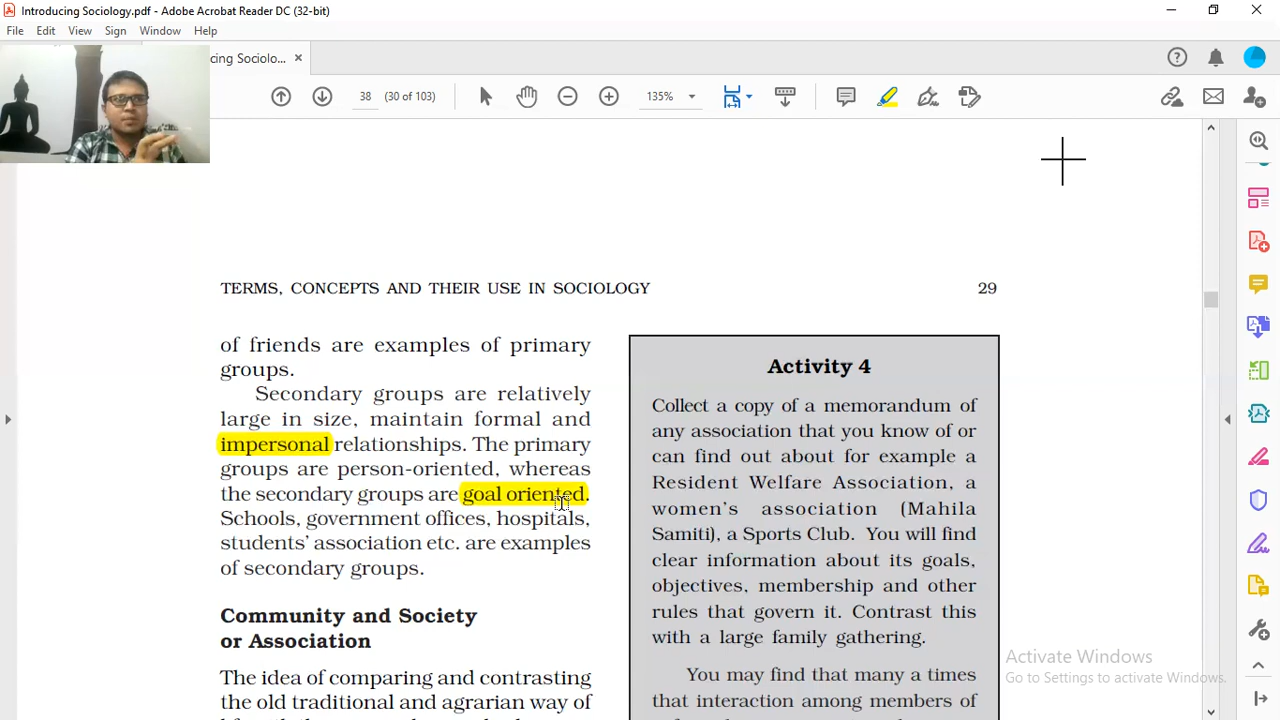 Introducing Sociology.pdf - Adobe Acrobat Reader DC (32-bit)
File Edit View Sign Window Help
cing Sociolo...
38 (30 of 103) 135%
TERMS, CONCEPTS AND THEIR USE IN SOCIOLOGY 29
of friends are examples of primary
groups.
Secondary groups are relatively
large in size, maintain formal and
impersonal relationships. The primary
groups are person-oriented, whereas
the secondary groups are goal oriented.
Schools, government offices, hospitals,
students' association etc. are examples
of secondary groups.
Community and Society
or Association
The idea of comparing and contrasting
the old traditional and agrarian way of
Activity 4
Collect a copy of a memorandum of
any association that you know of or
can find out about for example a
Resident Welfare Association, a
women's association (Mahila
Samiti), a Sports Club. You will find
clear information about its goals,
objectives, membership and other
rules that govern it. Contrast this
with a large family gathering.
You may find that many a times
that interaction among members of
Activate Windows
Go to Settings to activate Windows.